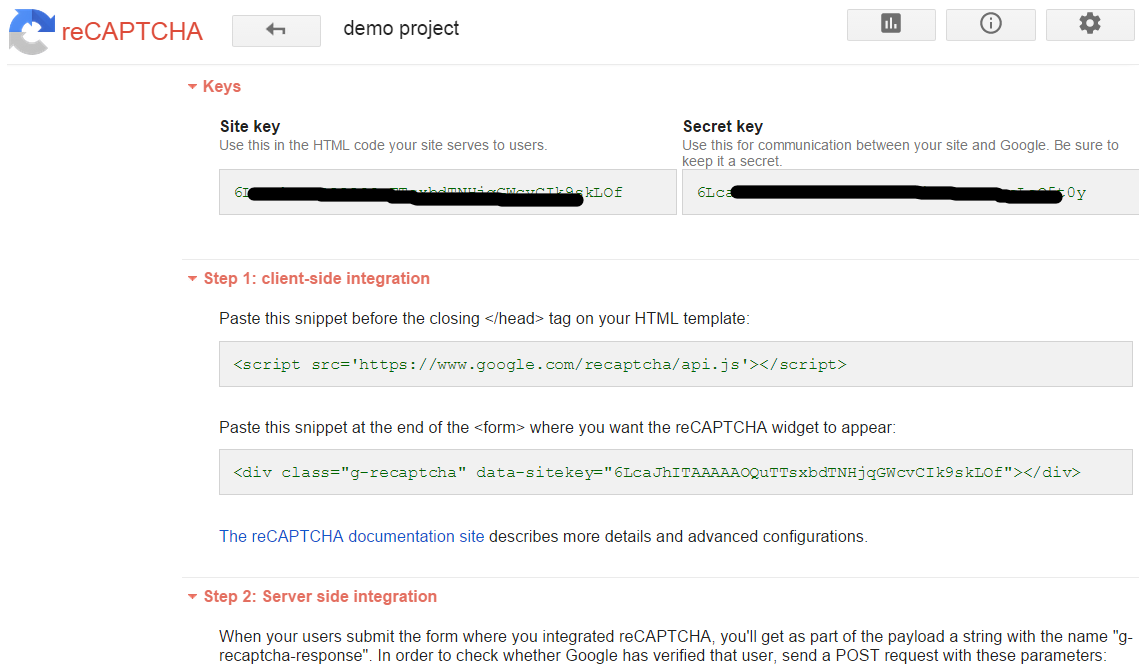 reCAPTCHA
demo project
Keys
Site key
Secret key
Use this in the HTML code your site serves to users.
Use this for communication between your site and Google. Be sure to
keep it a secret.
Step 1: client-side integration
Paste this snippet before the closing </head> tag on your HTML template:
<script src='https://www.google.com/recaptcha/api.js'></script>
Paste this snippet at the end of the <form> where you want the reCAPTCHA widget to appear:
<div class="g-recaptcha" data-sitekey="6LcaJhITAAAAAOQuTTsxbdTNHjqGWcvCIk9skLOf"></div>
The reCAPTCHA documentation site describes more details and advanced configurations.
Step 2: Server side integration
When your users submit the form where you integrated reCAPTCHA, you'll get as part of the payload a string with the name "g-
recaptcha-response". In order to check whether Google has verified that user, send a POST request with these parameters: